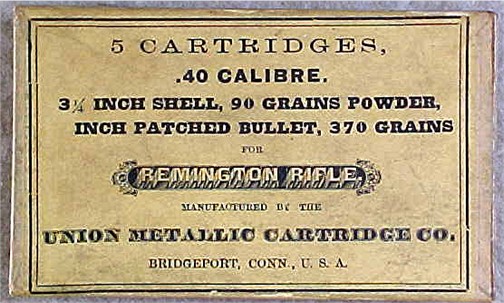 5 CARTRIDGES,
.40 CALIBRE.
3¼ INCH SHELL, 90 GRAINS POWDER,
INCH PATCHED BULLET, 370 GRAINS
FOR
REMINGTON RIFLE.
MANUFACTURED BY THE
UNION METALLIC CARTRIDGE CO.
BRIDGEPORT, CONN., U. S. A.